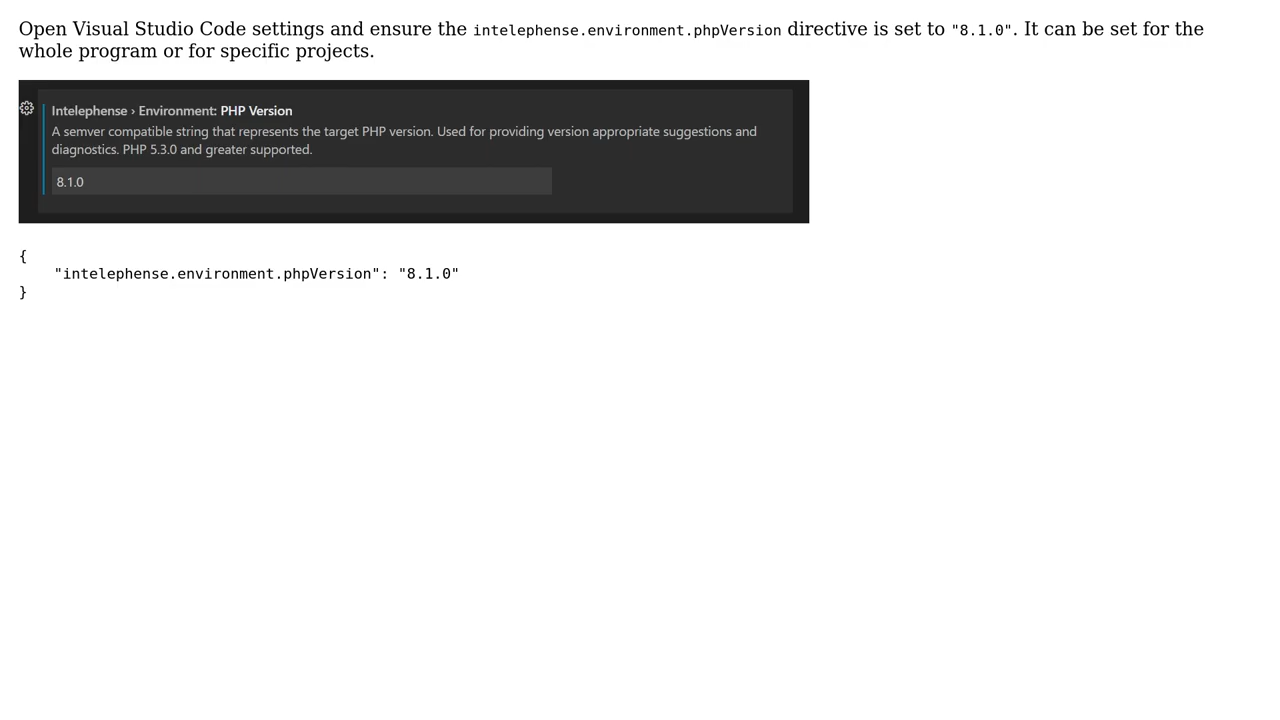 Open Visual Studio Code settings and ensure the intelephense.environment.phpVersion directive is set to "8.1.0". It can be set for the
whole program or for specific projects.
Intelephense › Environment: PHP Version
A semver compatible string that represents the target PHP version. Used for providing version appropriate suggestions and
diagnostics. PHP 5.3.0 and greater supported.
8.1.0
{
    "intelephense.environment.phpVersion": "8.1.0"
}